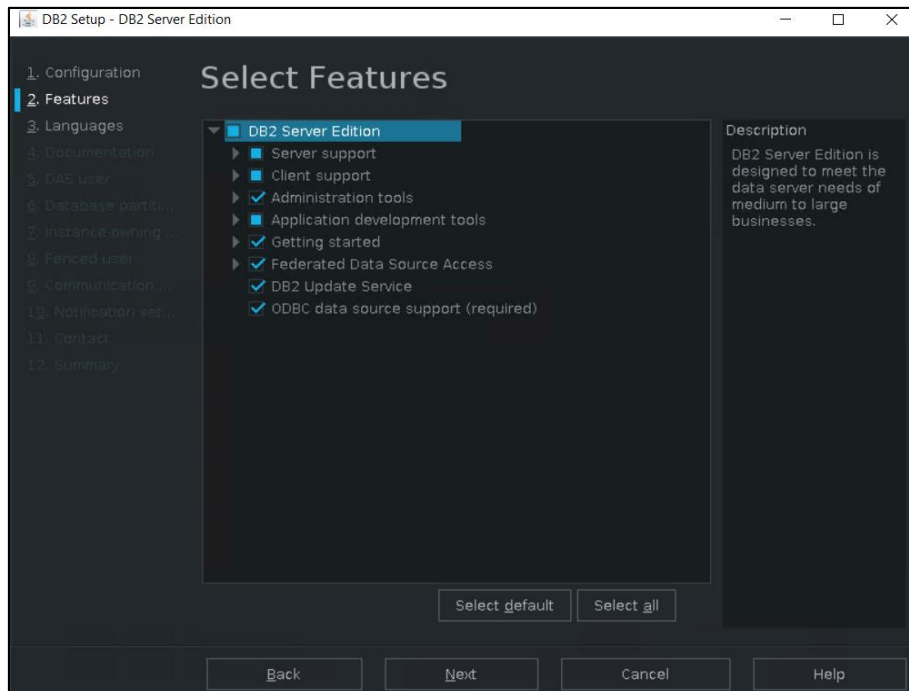 DB2 Setup - DB2 Server Edition
1. Configuration
2. Features
3. Languages
4. Documentation
5. DAS user
6. Database partiti...
7. Instance-owning ...
8. Fenced user
9. Communication ...
10. Notification set...
11. Contact
12. Summary
Select Features
DB2 Server Edition
Server support
Client support
Administration tools
Application development tools
Getting started
Federated Data Source Access
DB2 Update Service
ODBC data source support (required)
Select default
Select all
Description
DB2 Server Edition is
designed to meet the
data server needs of
medium to large
businesses.
Back
Next
Cancel
Help